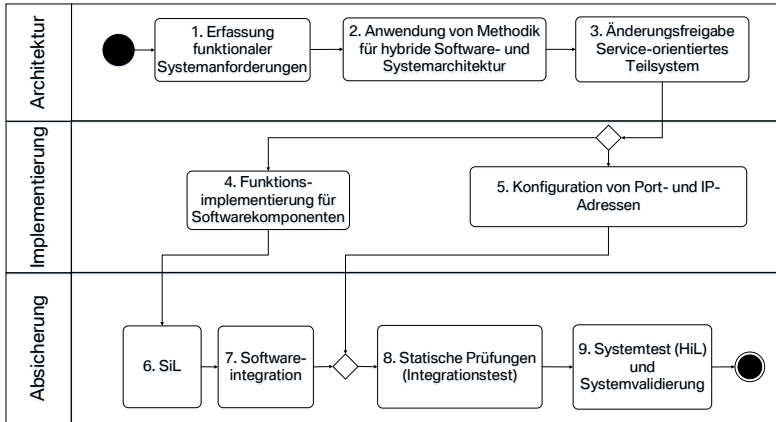 Architektur
1. Erfassung
funktionaler
Systemanforderungen
2. Anwendung von Methodik
für hybride Software- und
Systemarchitektur
3. Änderungsfreigabe
Service-orientiertes
Teilsystem
Implementierung
4. Funktions-
implementierung für
Softwarekomponenten
5. Konfiguration von Port- und IP-
Adressen
Absicherung
6. SiL
7. Software-
integration
8. Statische Prüfungen
(Integrationstest)
9. Systemtest (HiL)
und
Systemvalidierung